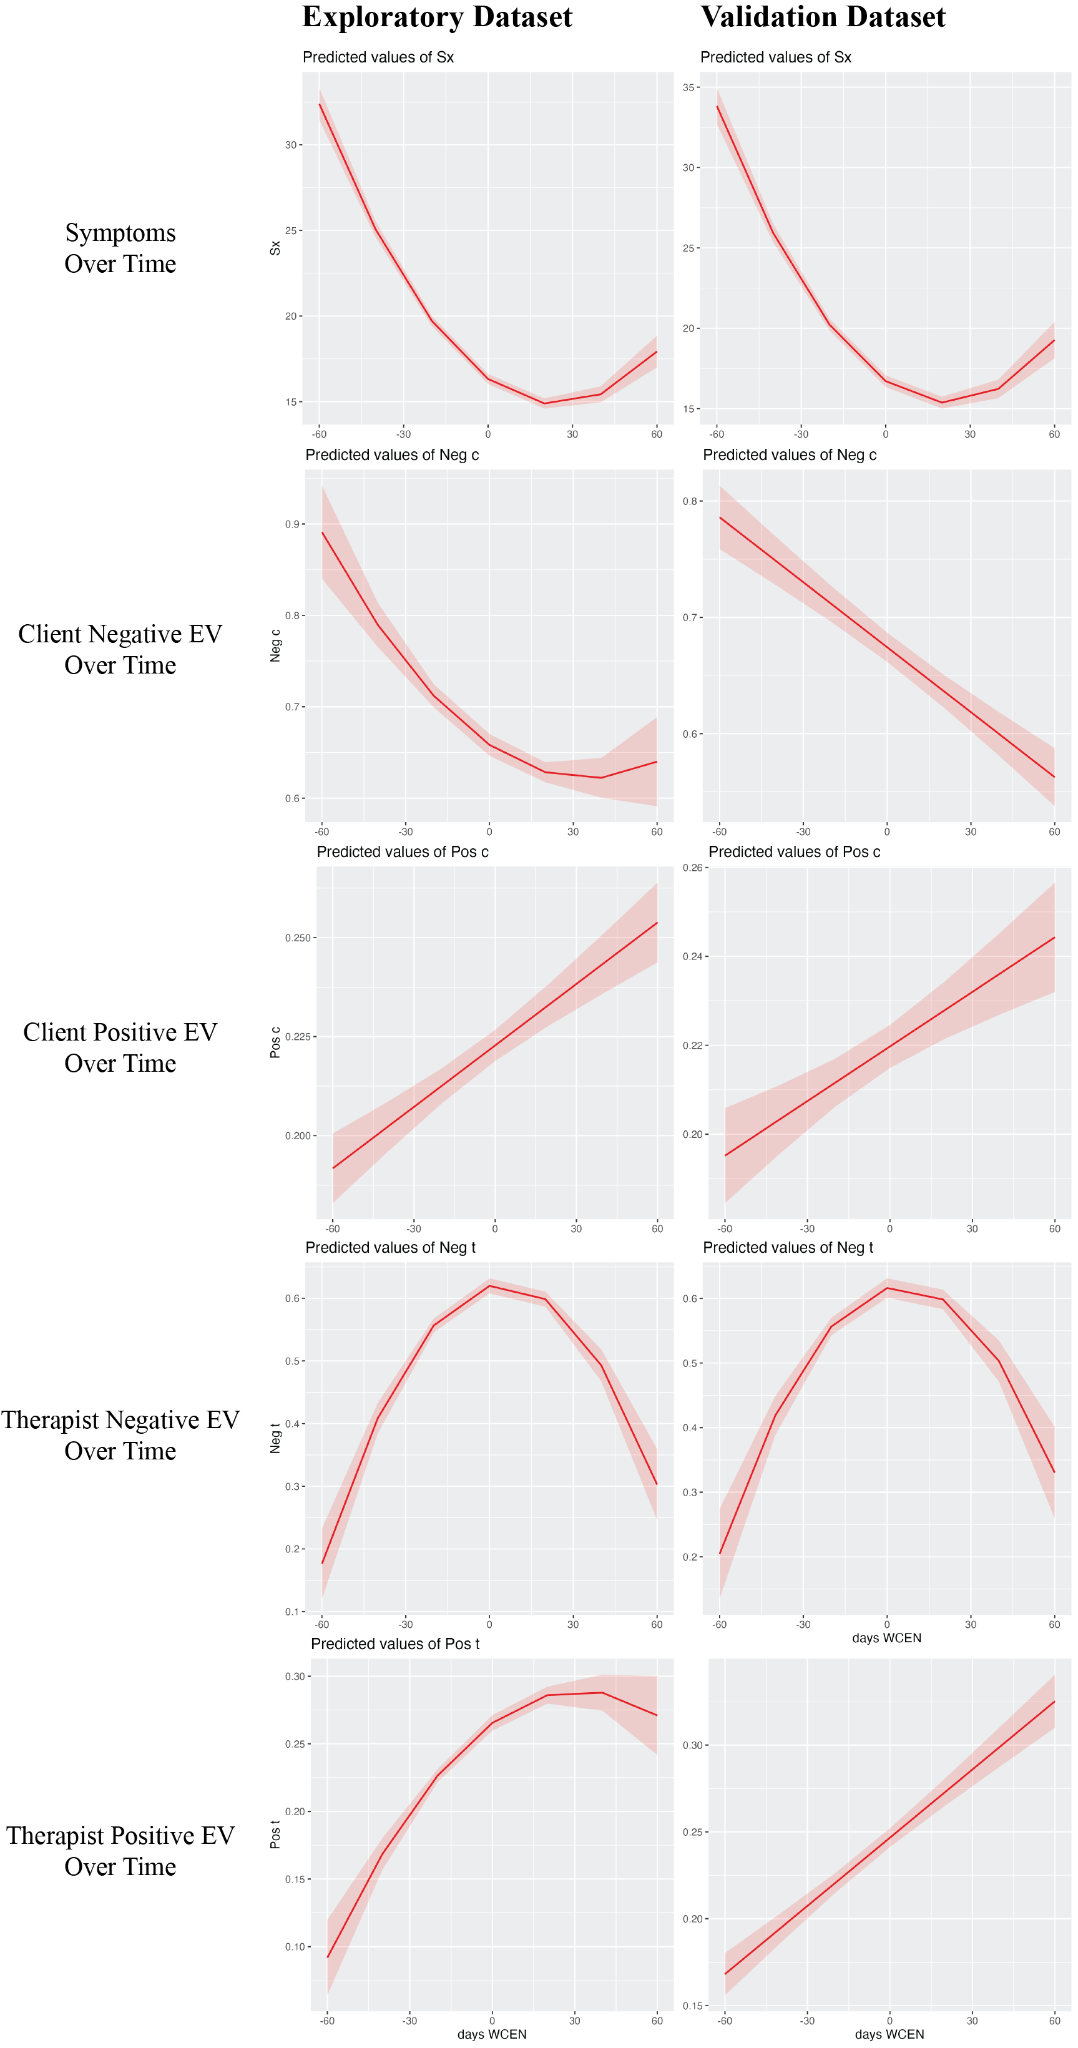 Exploratory Dataset
Validation Dataset
Predicted values of Sx
Predicted values of Sx
Symptoms
Over Time
Sx
30
25
20
15
-60 -30 0 30 60
35
30
25
20
15
-60 -30 0 30 60
Predicted values of Neg c
Predicted values of Neg c
Client Negative EV
Over Time
Neg c
0.9
0.8
0.7
0.6
-60 -30 0 30 60
0.8
0.7
0.6
-60 -30 0 30 60
Predicted values of Pos c
Predicted values of Pos c
Client Positive EV
Over Time
Pos c
0.250
0.225
0.200
-60 -30 0 30 60
0.26
0.24
0.22
0.20
-60 -30 0 30 60
Predicted values of Neg t
Predicted values of Neg t
Therapist Negative EV
Over Time
Neg t
0.6
0.5
0.4
0.3
0.2
0.1
-60 -30 0 30 60
0.6
0.5
0.4
0.3
0.2
-60 -30 0 30 60
days WCEN
Predicted values of Pos t
Therapist Positive EV
Over Time
Pos t
0.30
0.25
0.20
0.15
0.10
-60 -30 0 30 60
days WCEN
0.30
0.25
0.20
0.15
-60 -30 0 30 60
days WCEN